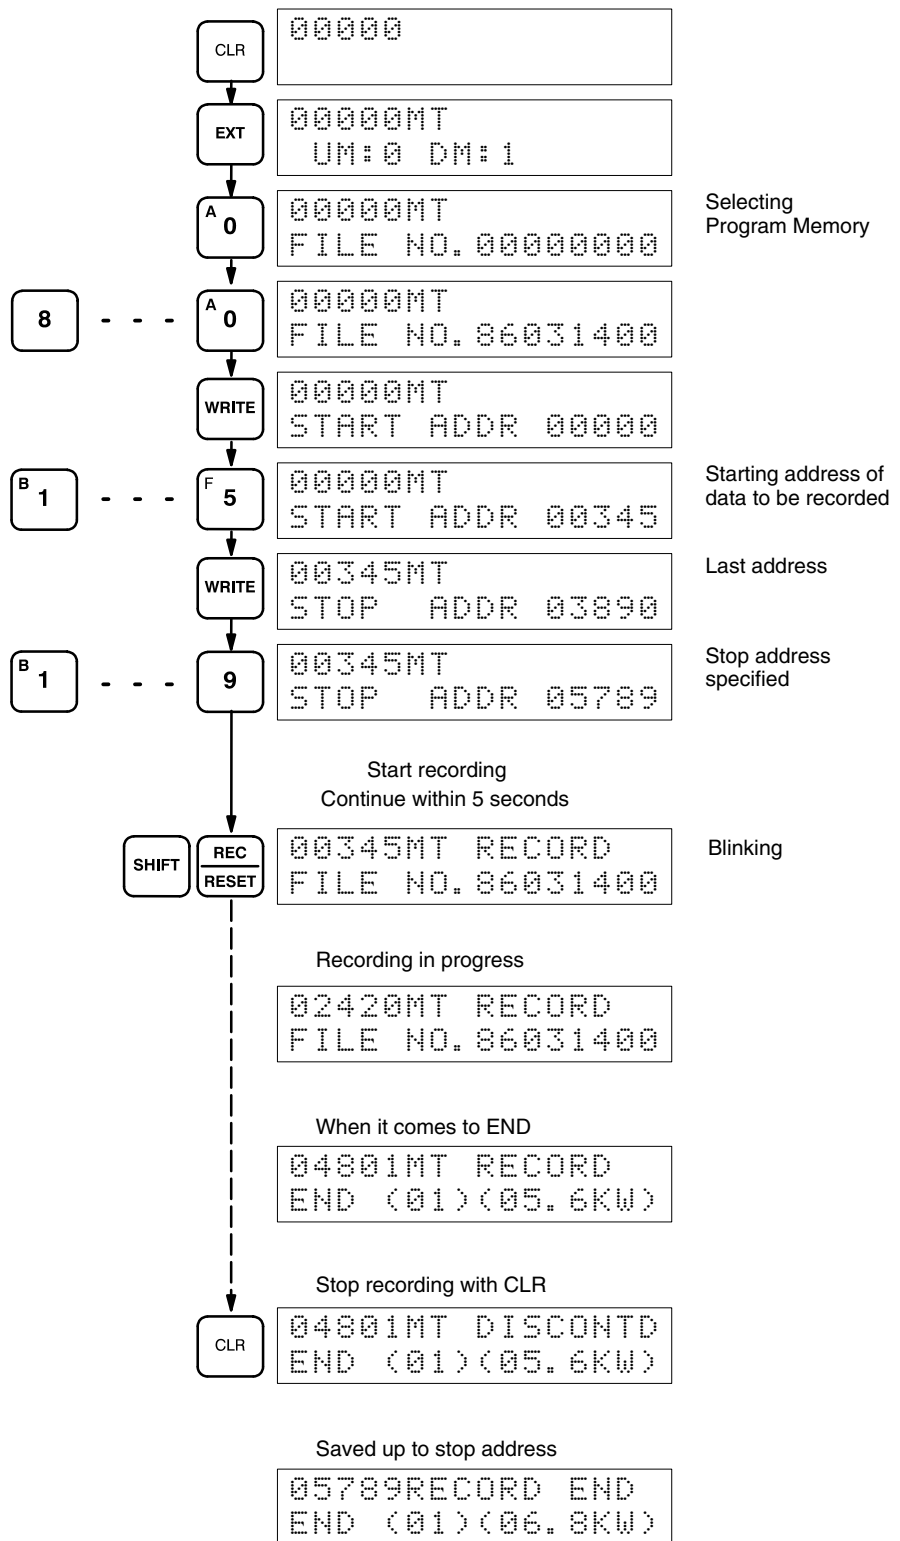 CLR
00000
EXT
00000MT
UM:0 DM:1
A 0
00000MT
FILE NO.00000000
Selecting
Program Memory
8 - - - A 0
00000MT
FILE NO.86031400
WRITE
00000MT
START ADDR 00000
B 1 - - - F 5
00000MT
START ADDR 00345
Starting address of
data to be recorded
WRITE
00345MT
STOP ADDR 03890
Last address
B 1 - - - 9
00345MT
STOP ADDR 05789
Stop address
specified
Start recording
Continue within 5 seconds
SHIFT
REC
RESET
00345MT RECORD
FILE NO.86031400
Blinking
Recording in progress
02420MT RECORD
FILE NO.86031400
When it comes to END
04801MT RECORD
END (01)(05.6KW)
Stop recording with CLR
CLR
04801MT DISCONTD
END (01)(05.6KW)
Saved up to stop address
05789RECORD END
END (01)(06.8KW)